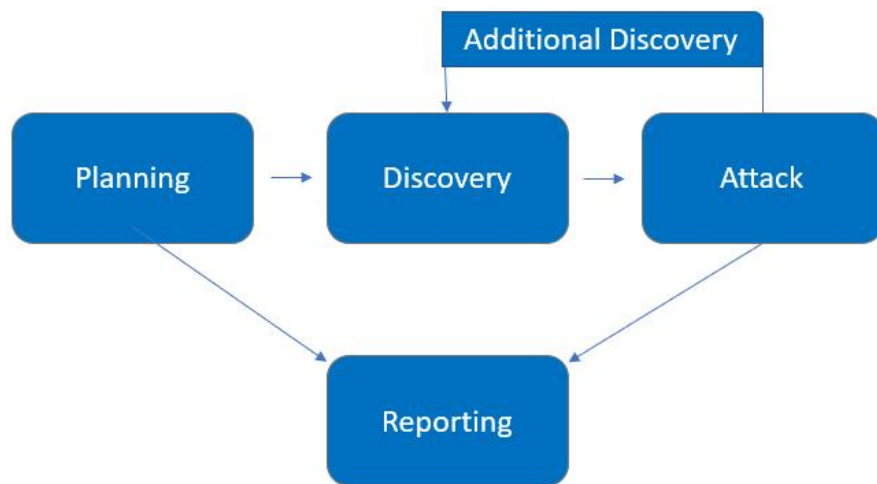 Additional Discovery
Planning
Discovery
Attack
Reporting